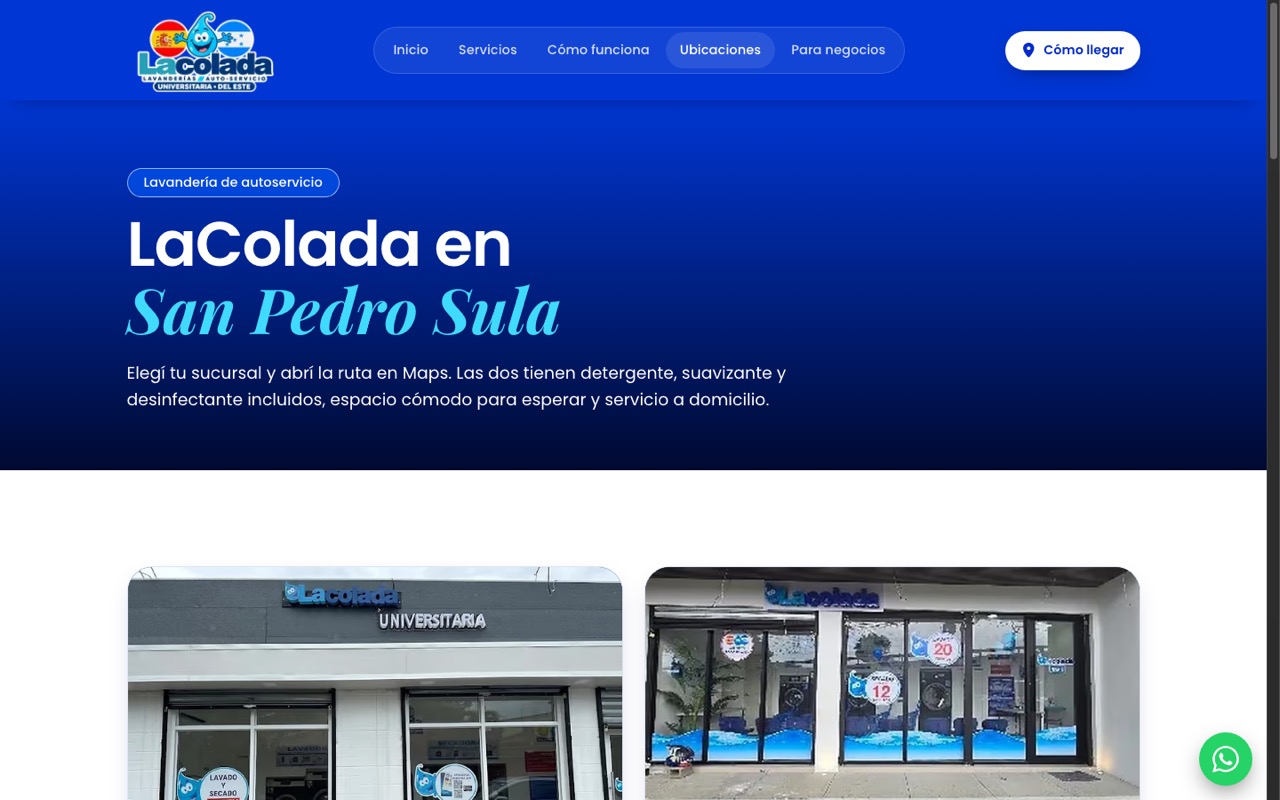 Lacolada
LAVANDERÍAS AUTO-SERVICIO
UNIVERSITARIA • DEL ESTE
Inicio
Servicios
Cómo funciona
Ubicaciones
Para negocios
Cómo llegar
Lavandería de autoservicio
LaColada en
San Pedro Sula
Elegí tu sucursal y abrí la ruta en Maps. Las dos tienen detergente, suavizante y
desinfectante incluidos, espacio cómodo para esperar y servicio a domicilio.
Lacolada
UNIVERSITARIA
LAVADO
Y
SECADO
Lacolada
20
12
Lacolada